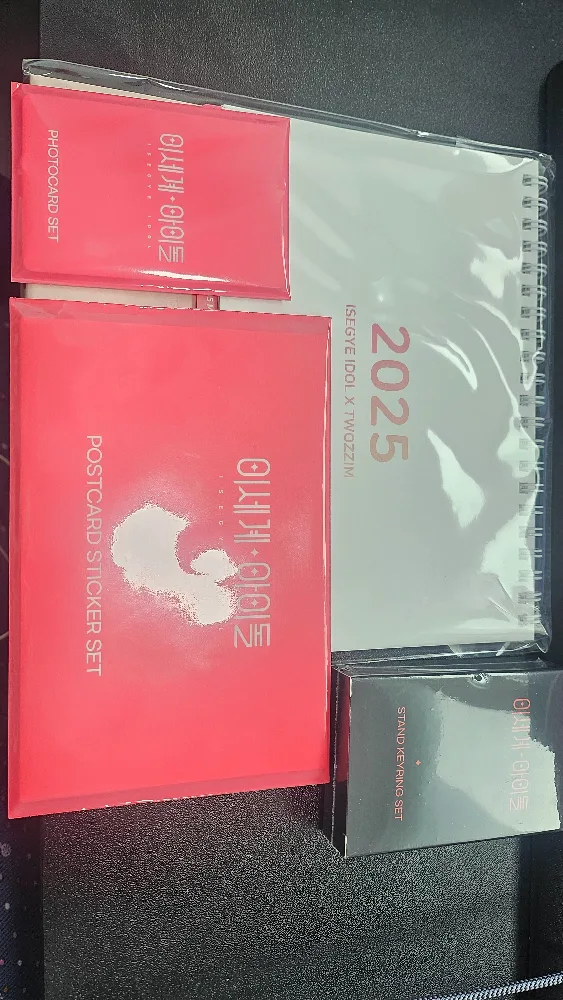 이세계•아이돌
ISEGYE IDOL
PHOTOCARD SET
2025
ISEGYE IDOL X TWOZZIM
이세계•아이돌
ISEG
POSTCARD STICKER SET
이세계•아이돌
STAND KEYRING SET